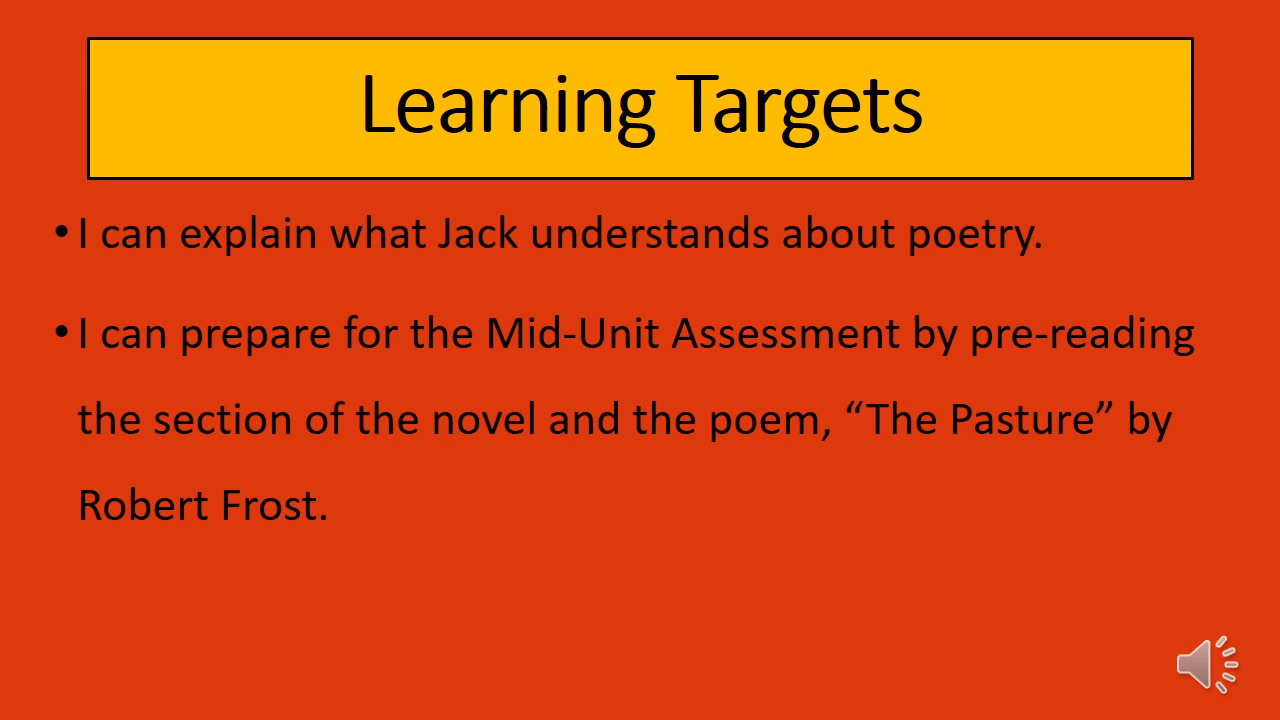 Learning Targets
•I can explain what Jack understands about poetry.
•I can prepare for the Mid-Unit Assessment by pre-reading
the section of the novel and the poem, “The Pasture” by
Robert Frost.